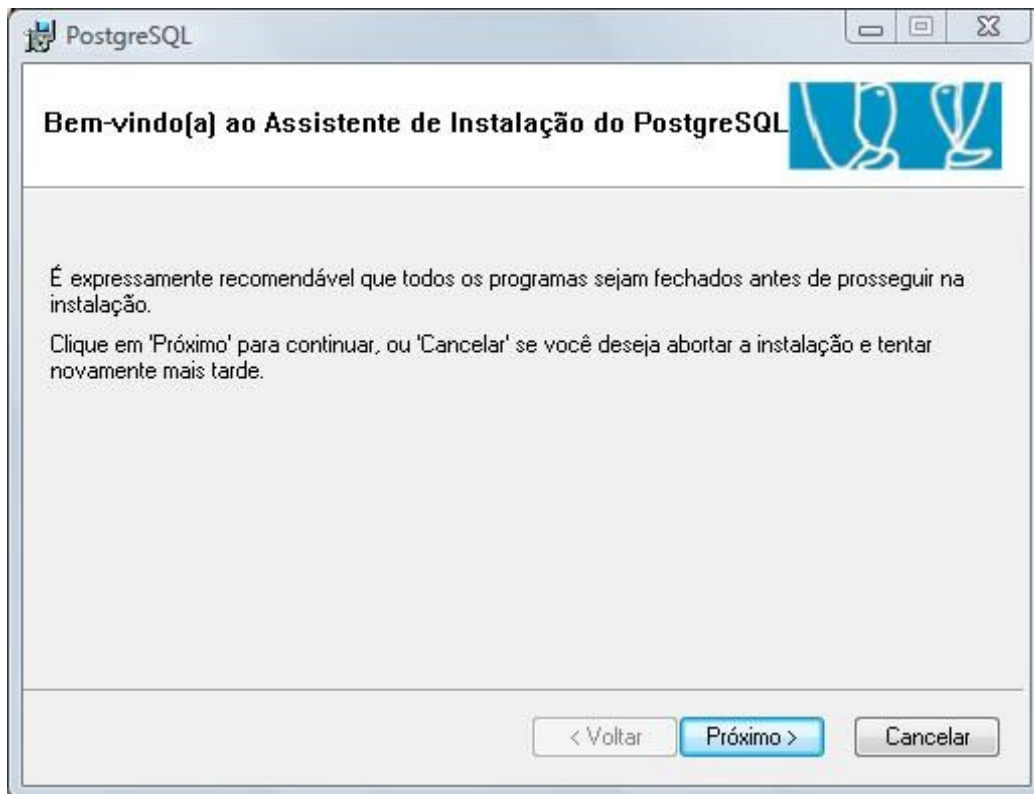 PostgreSQL
Bem-vindo(a) ao Assistente de Instalação do PostgreSQL
É expressamente recomendável que todos os programas sejam fechados antes de prosseguir na
instalação.
Clique em 'Próximo' para continuar, ou 'Cancelar' se você deseja abortar a instalação e tentar
novamente mais tarde.
< Voltar
Próximo >
Cancelar